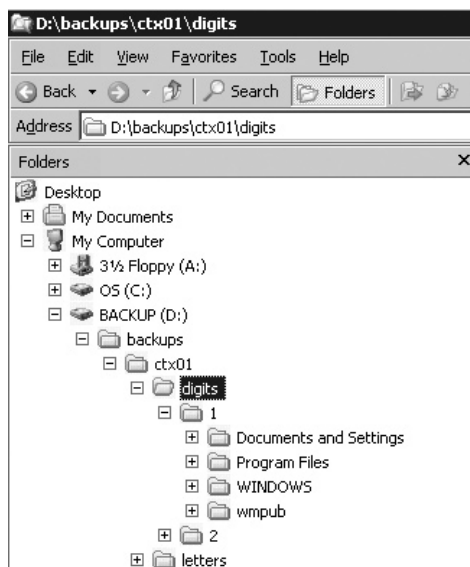 D:\backups\ctx01\digits
File Edit View Favorites Tools Help
Back Search Folders
Address D:\backups\ctx01\digits
Folders
Desktop
My Documents
My Computer
3½ Floppy (A:)
OS (C:)
BACKUP (D:)
backups
ctx01
digits
1
Documents and Settings
Program Files
WINDOWS
wmpub
2
letters